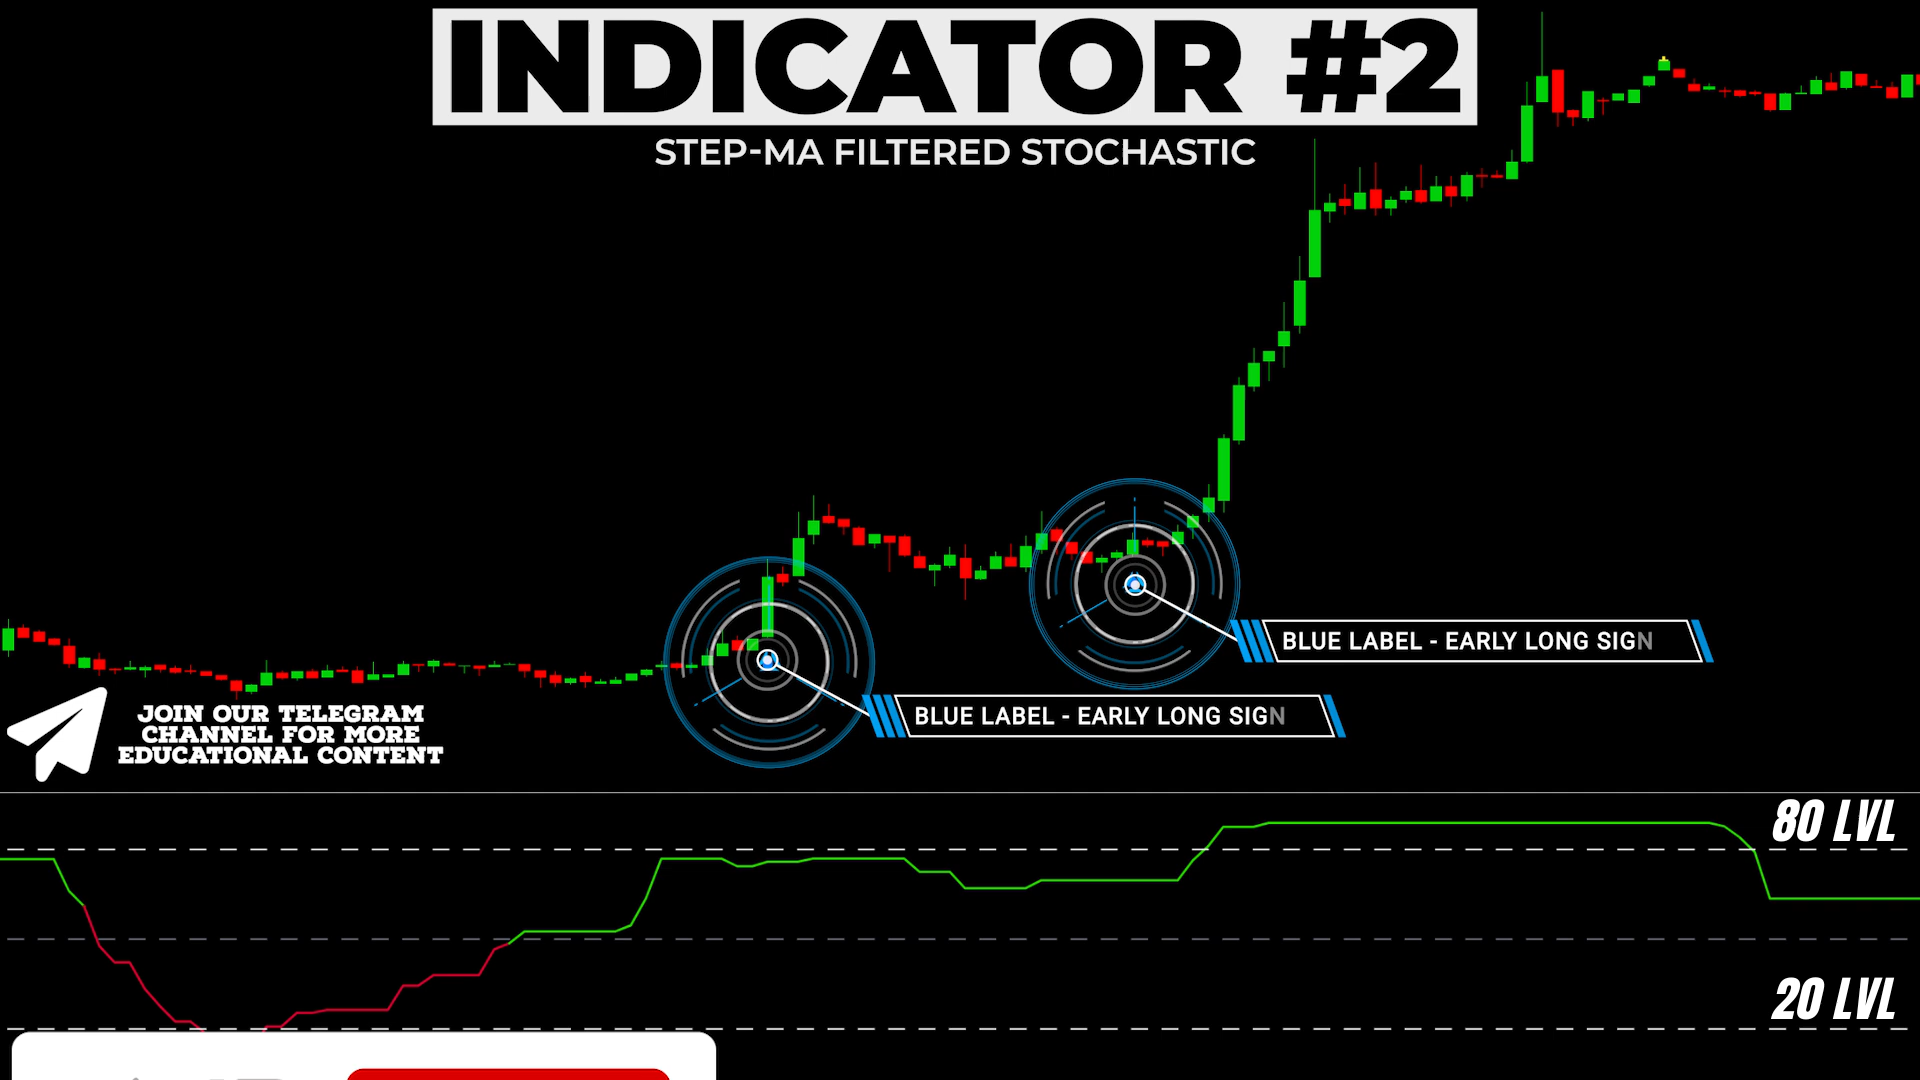 INDICATOR #2
STEP-MA FILTERED STOCHASTIC
BLUE LABEL - EARLY LONG SIGN
BLUE LABEL - EARLY LONG SIGN
JOIN OUR TELEGRAM
CHANNEL FOR MORE
EDUCATIONAL CONTENT
80 LVL
20 LVL